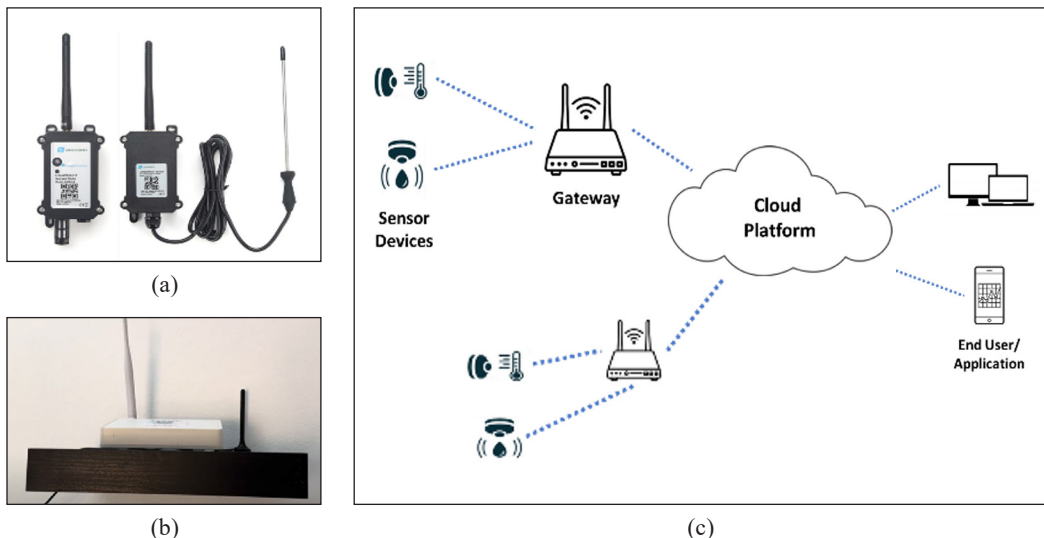 (a)
(b)
Sensor
Devices
Gateway
Cloud
Platform
End User/
Application
(c)